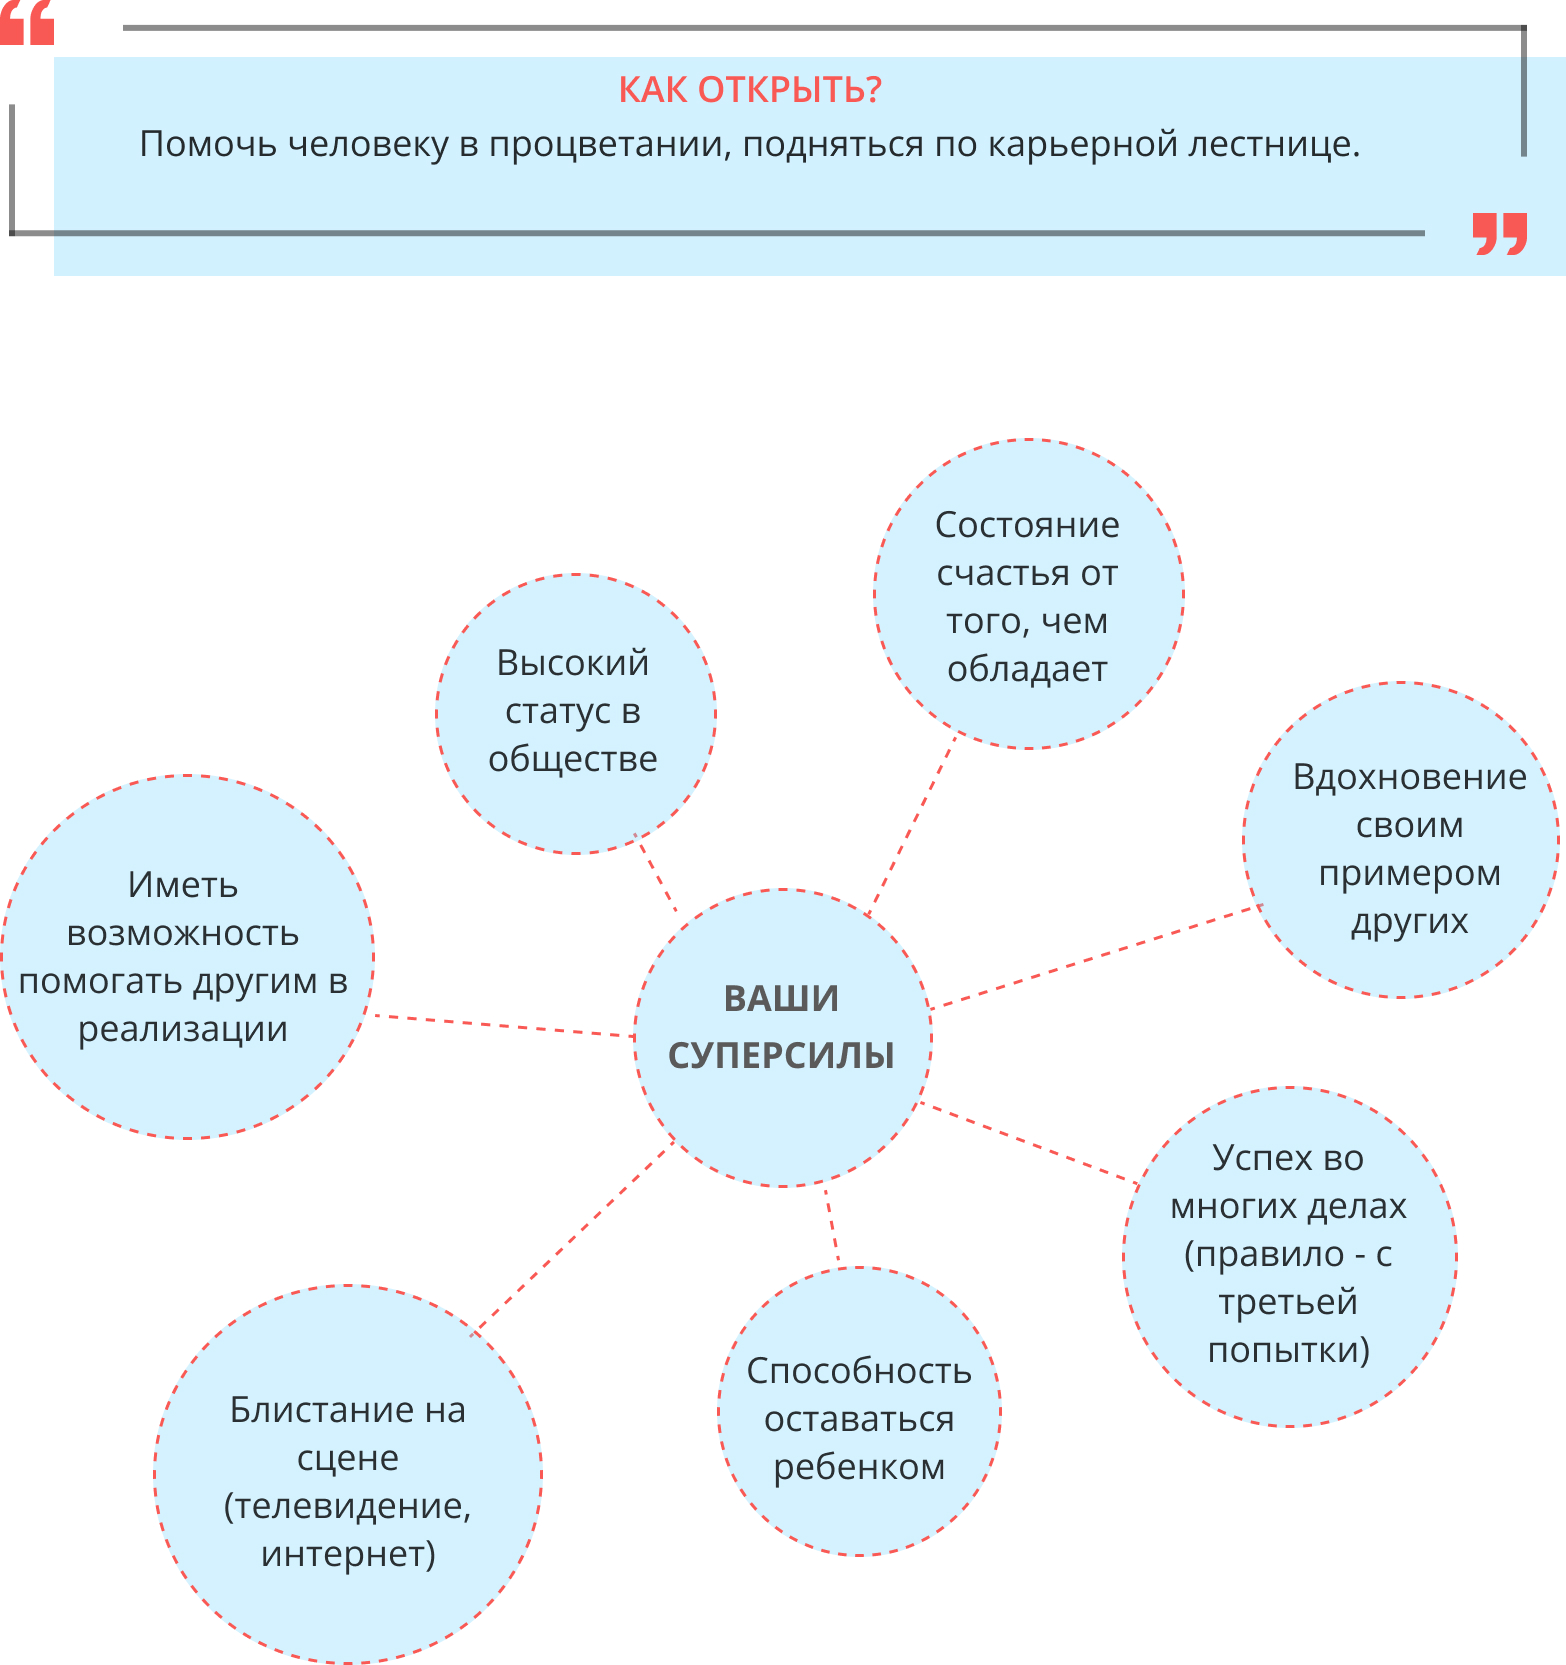 КАК ОТКРЫТЬ?
Помочь человеку в процветании, подняться по карьерной лестнице.
Состояние
счастья от
того, чем
обладает
Высокий
статус в
обществе
Вдохновение
своим
примером
других
Иметь
возможность
помогать другим в
реализации
ВАШИ
СУПЕРСИЛЫ
Успех во
многих делах
(правило - с
третьей
попытки)
Способность
оставаться
ребенком
Блистание на
сцене
(телевидение,
интернет)